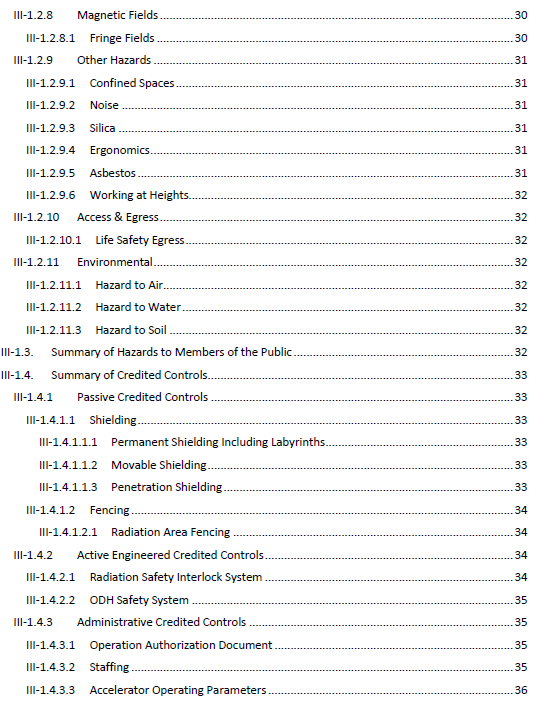 III-1.2.8 Magnetic Fields 30
III-1.2.8.1 Fringe Fields 30
III-1.2.9 Other Hazards 31
III-1.2.9.1 Confined Spaces 31
III-1.2.9.2 Noise 31
III-1.2.9.3 Silica 31
III-1.2.9.4 Ergonomics 31
III-1.2.9.5 Asbestos 31
III-1.2.9.6 Working at Heights 32
III-1.2.10 Access & Egress 32
III-1.2.10.1 Life Safety Egress 32
III-1.2.11 Environmental 32
III-1.2.11.1 Hazard to Air 32
III-1.2.11.2 Hazard to Water 32
III-1.2.11.3 Hazard to Soil 32
III-1.3. Summary of Hazards to Members of the Public 32
III-1.4. Summary of Credited Controls 33
III-1.4.1 Passive Credited Controls 33
III-1.4.1.1 Shielding 33
III-1.4.1.1.1 Permanent Shielding Including Labyrinths 33
III-1.4.1.1.2 Movable Shielding 33
III-1.4.1.1.3 Penetration Shielding 33
III-1.4.1.2 Fencing 34
III-1.4.1.2.1 Radiation Area Fencing 34
III-1.4.2 Active Engineered Credited Controls 34
III-1.4.2.1 Radiation Safety Interlock System 34
III-1.4.2.2 ODH Safety System 35
III-1.4.3 Administrative Credited Controls 35
III-1.4.3.1 Operation Authorization Document 35
III-1.4.3.2 Staffing 35
III-1.4.3.3 Accelerator Operating Parameters 36